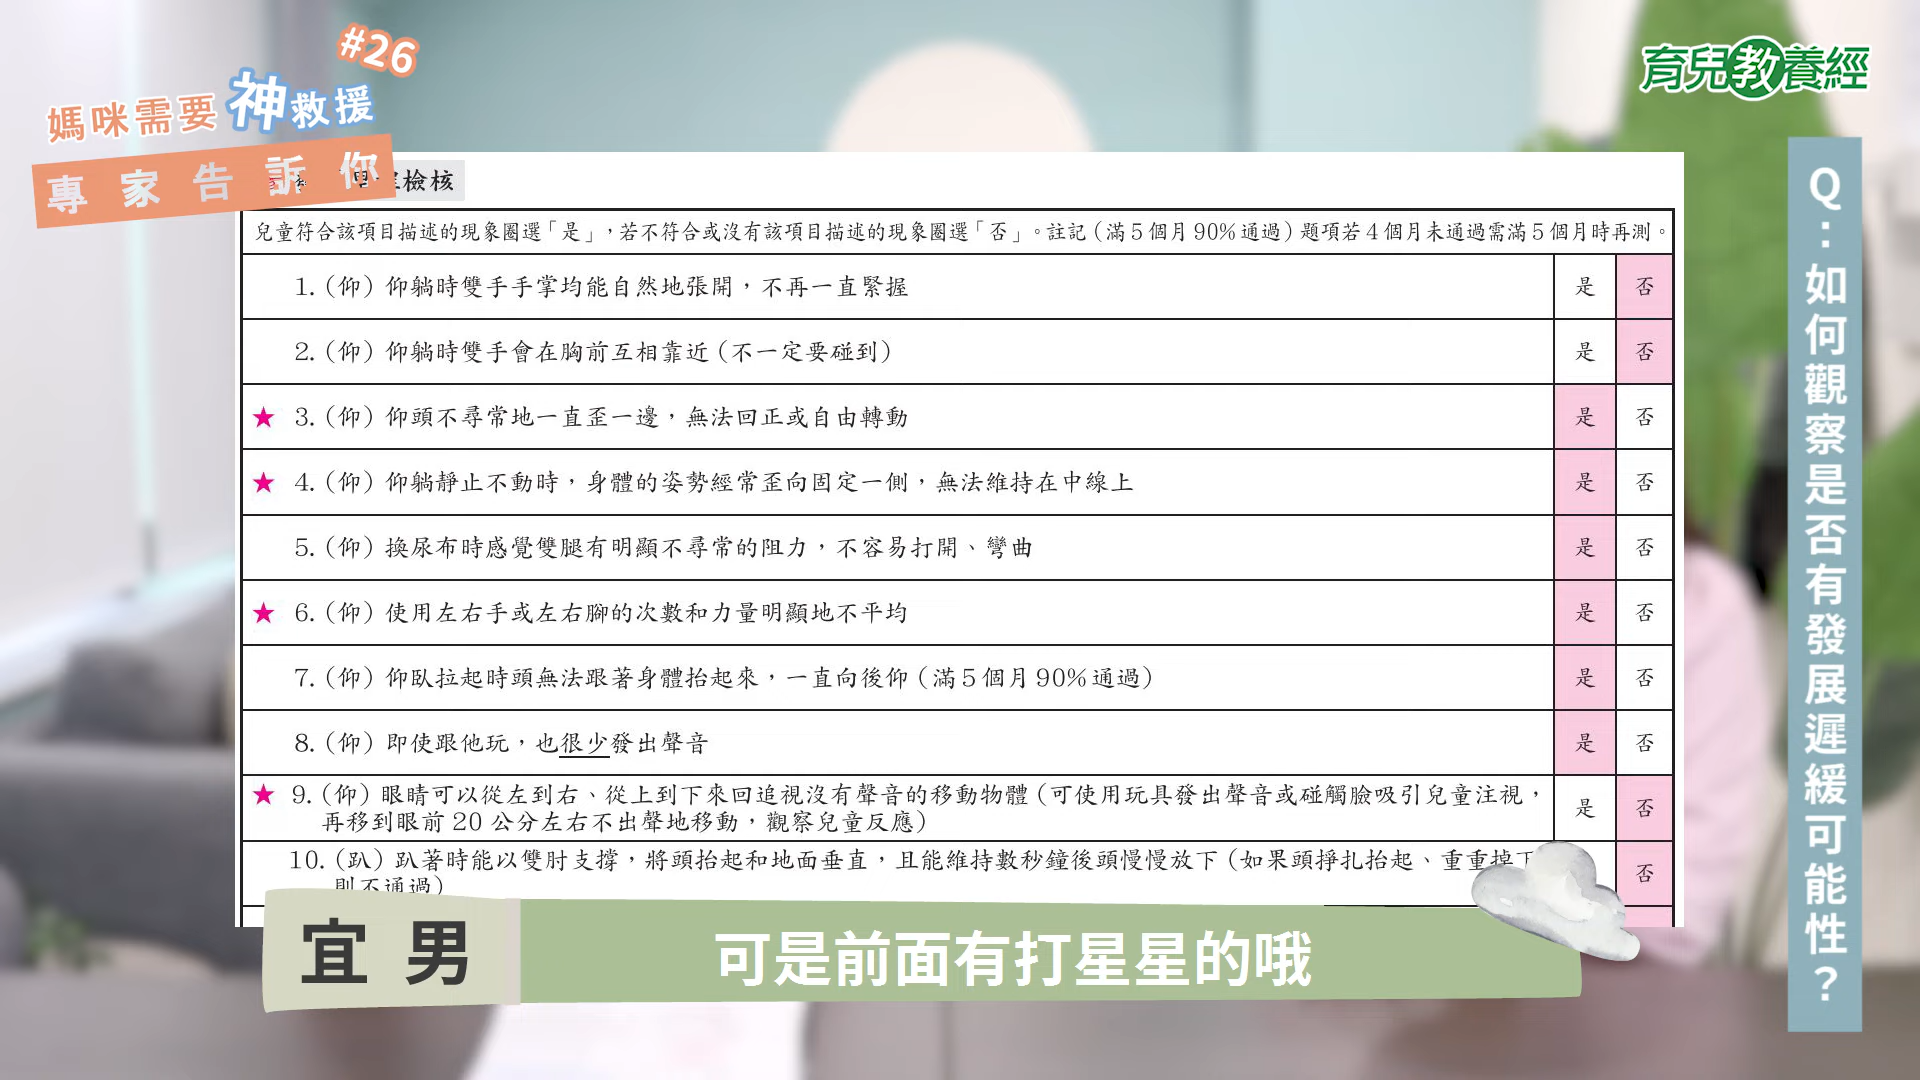 #26
媽咪需要神救援
專家告訴你
育兒教養經
檢核
兒童符合該項目描述的現象圈選「是」，若不符合或沒有該項目描述的現象圈選「否」。註記（滿5個月90%通過）題項若4個月未通過需滿5個月時再測。
1.（仰）仰躺時雙手手掌均能自然地張開，不再一直緊握 是 否
2.（仰）仰躺時雙手會在胸前互相靠近（不一定要碰到） 是 否
★ 3.（仰）仰頭不尋常地一直歪一邊，無法回正或自由轉動 是 否
★ 4.（仰）仰躺靜止不動時，身體的姿勢經常歪向固定一側，無法維持在中線上 是 否
5.（仰）換尿布時感覺雙腿有明顯不尋常的阻力，不容易打開、彎曲 是 否
★ 6.（仰）使用左右手或左右腳的次數和力量明顯地不平均 是 否
7.（仰）仰臥拉起時頭無法跟著身體抬起來，一直向後仰（滿5個月90%通過） 是 否
8.（仰）即使跟他玩，也很少發出聲音 是 否
★ 9.（仰）眼睛可以從左到右、從上到下來回追視沒有聲音的移動物體（可使用玩具發出聲音或碰觸臉吸引兒童注視， 是 否
再移到眼前20公分左右不出聲地移動，觀察兒童反應）
10.（趴）趴著時能以雙肘支撐，將頭抬起和地面垂直，且能維持數秒鐘後頭慢慢放下（如果頭掙扎抬起、重重掉下 否
則不通過）
宜男
可是前面有打星星的哦
Q：如何觀察是否有發展遲緩可能性？